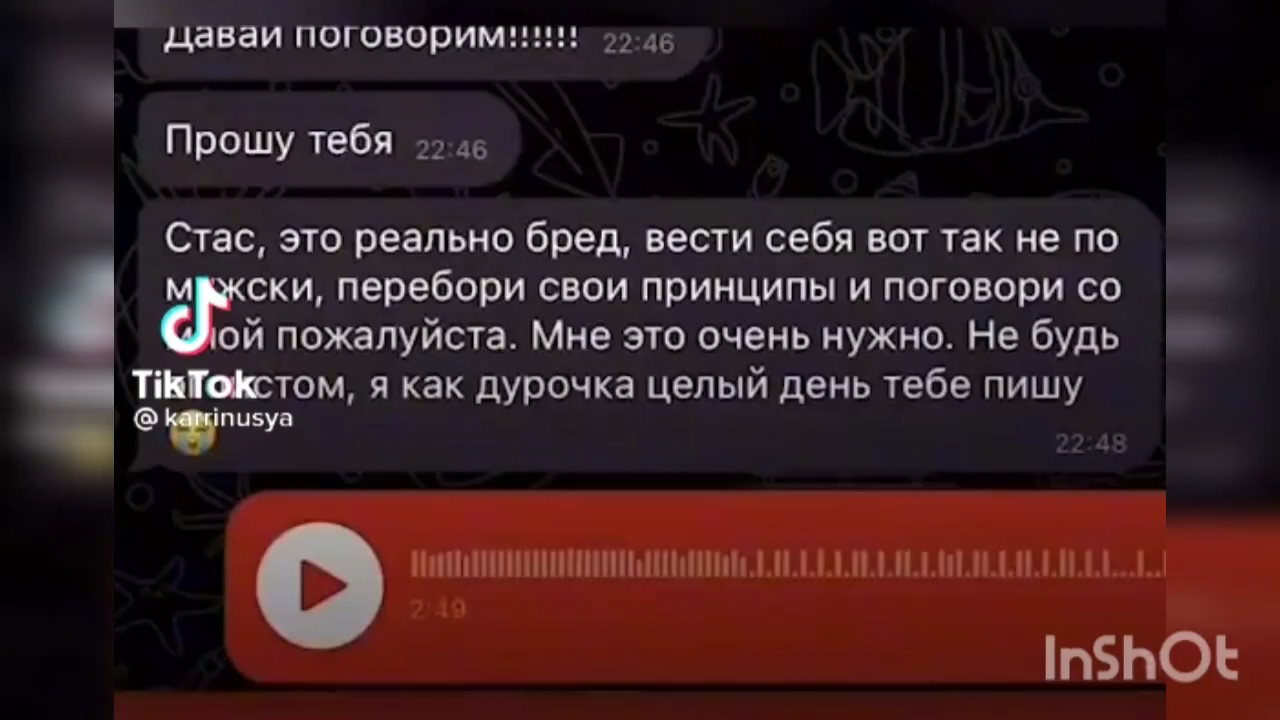 Давай поговорим!!!!!! 22:46
Прошу тебя 22:46
Стас, это реально бред, вести себя вот так не по
мужски, перебори свои принципы и поговори со
мной пожалуйста. Мне это очень нужно. Не будь
я как дурочка целый день тебе пишу
😭 22:48
TikTok
@karrinusya
2:49
InShOt